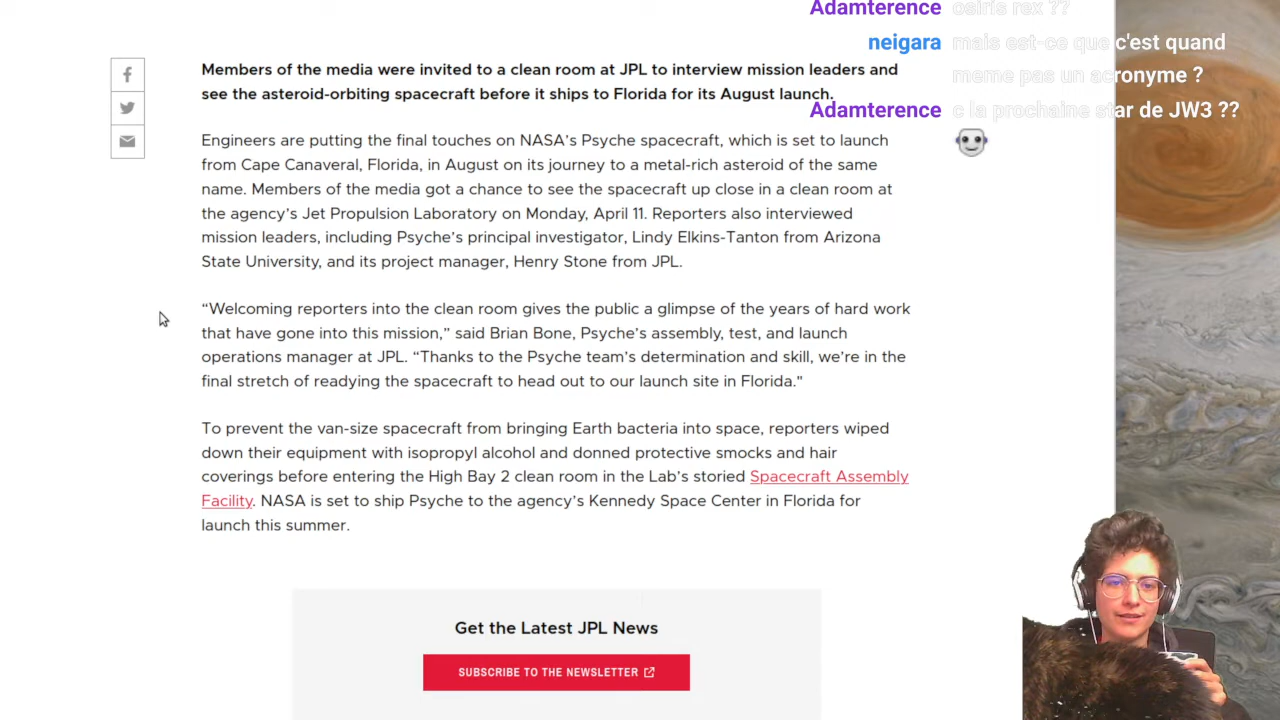 Adamterence osiris rex ??
neigara mais est-ce que c'est quand
meme pas un acronyme ?
Adamterence c la prochaine star de JW3 ??
Members of the media were invited to a clean room at JPL to interview mission leaders and
see the asteroid-orbiting spacecraft before it ships to Florida for its August launch.
Engineers are putting the final touches on NASA’s Psyche spacecraft, which is set to launch
from Cape Canaveral, Florida, in August on its journey to a metal-rich asteroid of the same
name. Members of the media got a chance to see the spacecraft up close in a clean room at
the agency’s Jet Propulsion Laboratory on Monday, April 11. Reporters also interviewed
mission leaders, including Psyche’s principal investigator, Lindy Elkins-Tanton from Arizona
State University, and its project manager, Henry Stone from JPL.
“Welcoming reporters into the clean room gives the public a glimpse of the years of hard work
that have gone into this mission,” said Brian Bone, Psyche’s assembly, test, and launch
operations manager at JPL. “Thanks to the Psyche team’s determination and skill, we’re in the
final stretch of readying the spacecraft to head out to our launch site in Florida."
To prevent the van-size spacecraft from bringing Earth bacteria into space, reporters wiped
down their equipment with isopropyl alcohol and donned protective smocks and hair
coverings before entering the High Bay 2 clean room in the Lab’s storied Spacecraft Assembly
Facility. NASA is set to ship Psyche to the agency’s Kennedy Space Center in Florida for
launch this summer.
Get the Latest JPL News
SUBSCRIBE TO THE NEWSLETTER